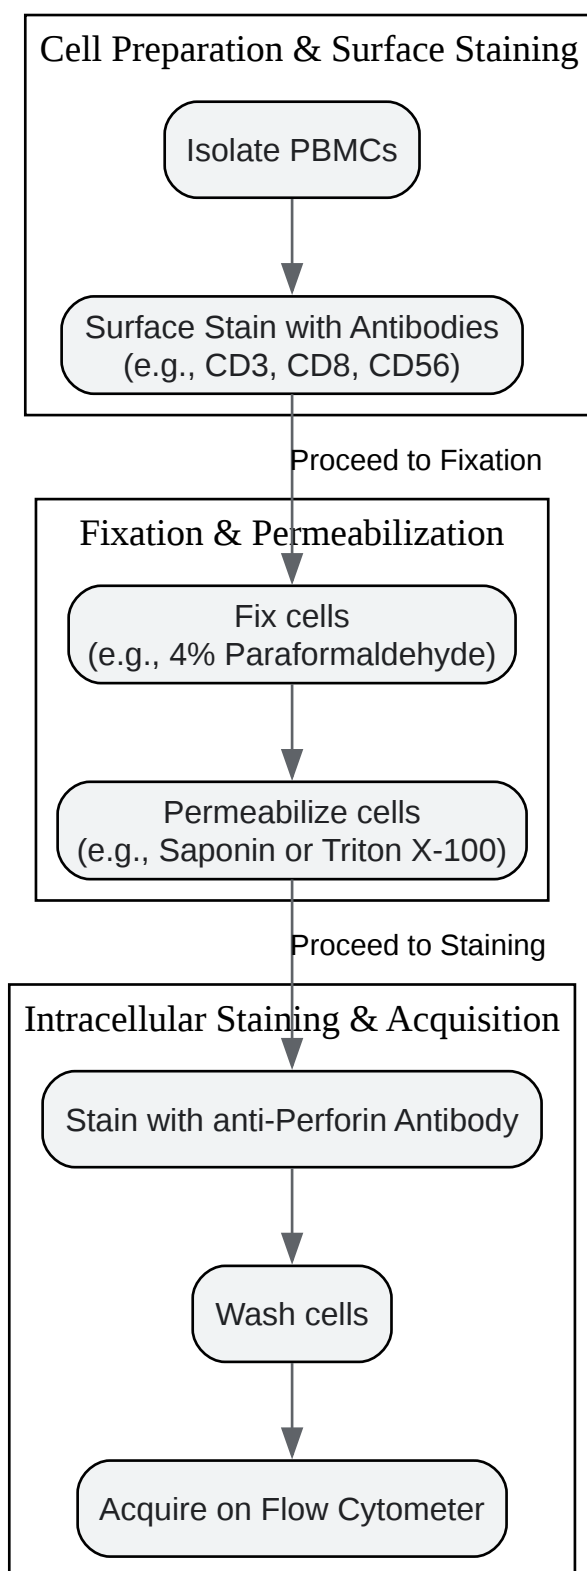 Cell Preparation & Surface Staining
Isolate PBMCs
Surface Stain with Antibodies
(e.g., CD3, CD8, CD56)
Proceed to Fixation
Fixation & Permeabilization
Fix cells
(e.g., 4% Paraformaldehyde)
Permeabilize cells
(e.g., Saponin or Triton X-100)
Proceed to Staining
Intracellular Staining & Acquisition
Stain with anti-Perforin Antibody
Wash cells
Acquire on Flow Cytometer